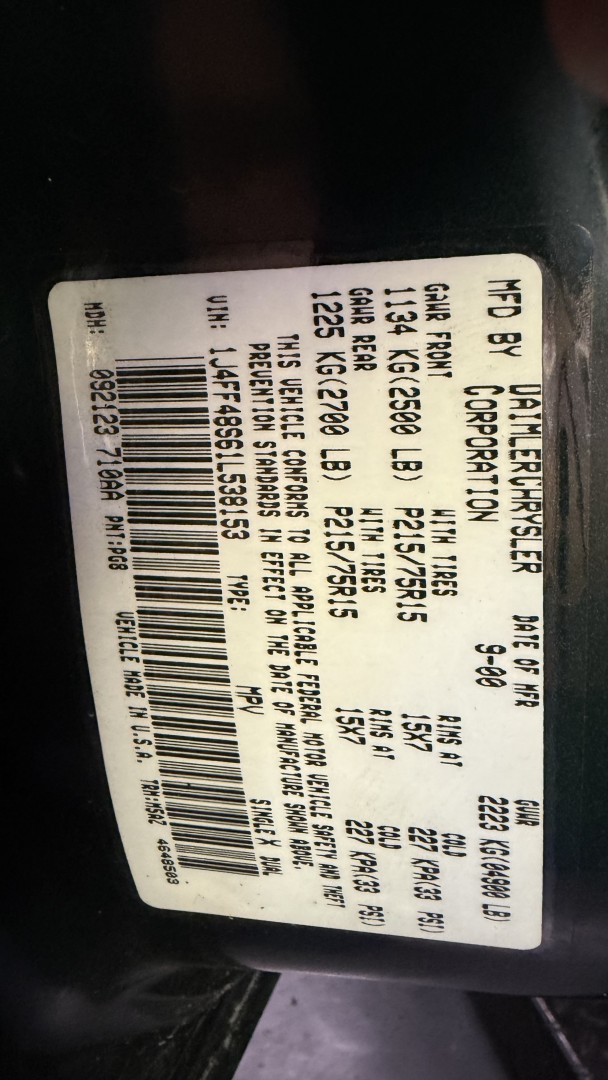 MFD BY DAIMLERCHRYSLER CORPORATION DATE OF MFR 9-00 GVWR 2223 KG(04900 LB)
GAWR FRONT WITH TIRES RIMS AT COLD
1134 KG(2500 LB) P215/75R15 15X7 227 KPA(33 PSI)
GAWR REAR WITH TIRES RIMS AT COLD
1225 KG(2700 LB) P215/75R15 15X7 227 KPA(33 PSI)
THIS VEHICLE CONFORMS TO ALL APPLICABLE FEDERAL MOTOR VEHICLE SAFETY AND THEFT
PREVENTION STANDARDS IN EFFECT ON THE DATE OF MANUFACTURE SHOWN ABOVE.
VIN: 1J4FF48S61L538153 TYPE: MPV SINGLE X DUAL
MDH: 092123 710AA PNT:PG8 VEHICLE MADE IN U.S.A. TRM:M5AZ 4648503